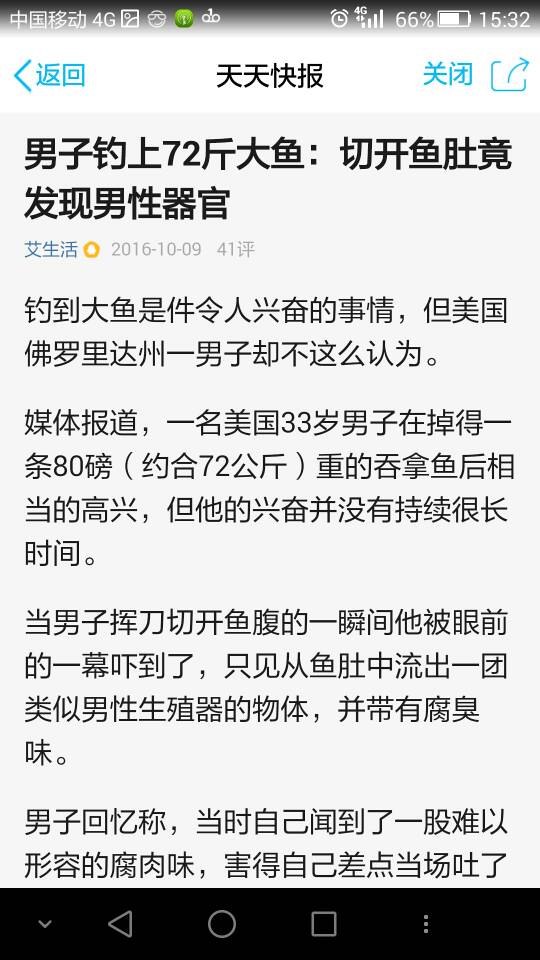 中国移动 4G 4G 66% 15:32
返回 天天快报 关闭
男子钓上72斤大鱼：切开鱼肚竟
发现男性器官
艾生活 2016-10-09 41评
钓到大鱼是件令人兴奋的事情，但美国
佛罗里达州一男子却不这么认为。
媒体报道，一名美国33岁男子在掉得一
条80磅（约合72公斤）重的吞拿鱼后相
当的高兴，但他的兴奋并没有持续很长
时间。
当男子挥刀切开鱼腹的一瞬间他被眼前
的一幕吓到了，只见从鱼肚中流出一团
类似男性生殖器的物体，并带有腐臭
味。
男子回忆称，当时自己闻到了一股难以
形容的腐肉味，害得自己差点当场吐了